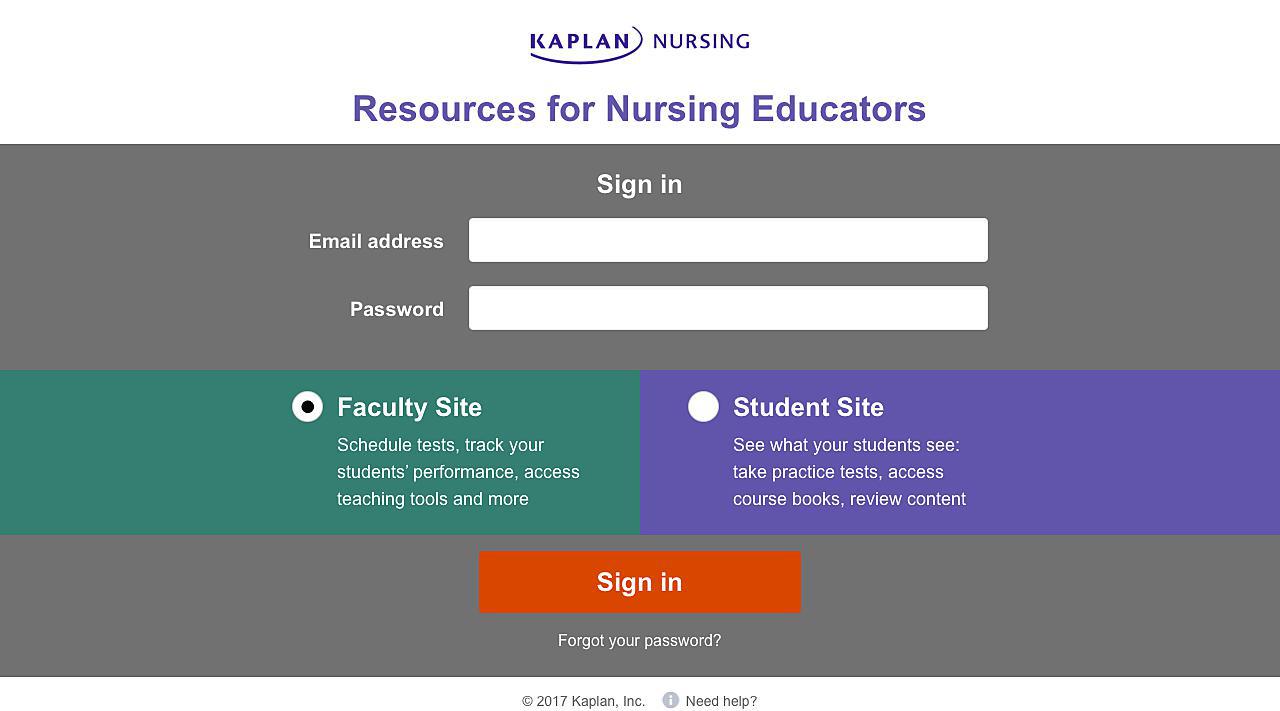 KAPLAN NURSING
Resources for Nursing Educators
Sign in
Email address
Password
Faculty Site
Schedule tests, track your
students’ performance, access
teaching tools and more
Student Site
See what your students see:
take practice tests, access
course books, review content
Sign in
Forgot your password?
© 2017 Kaplan, Inc. i Need help?